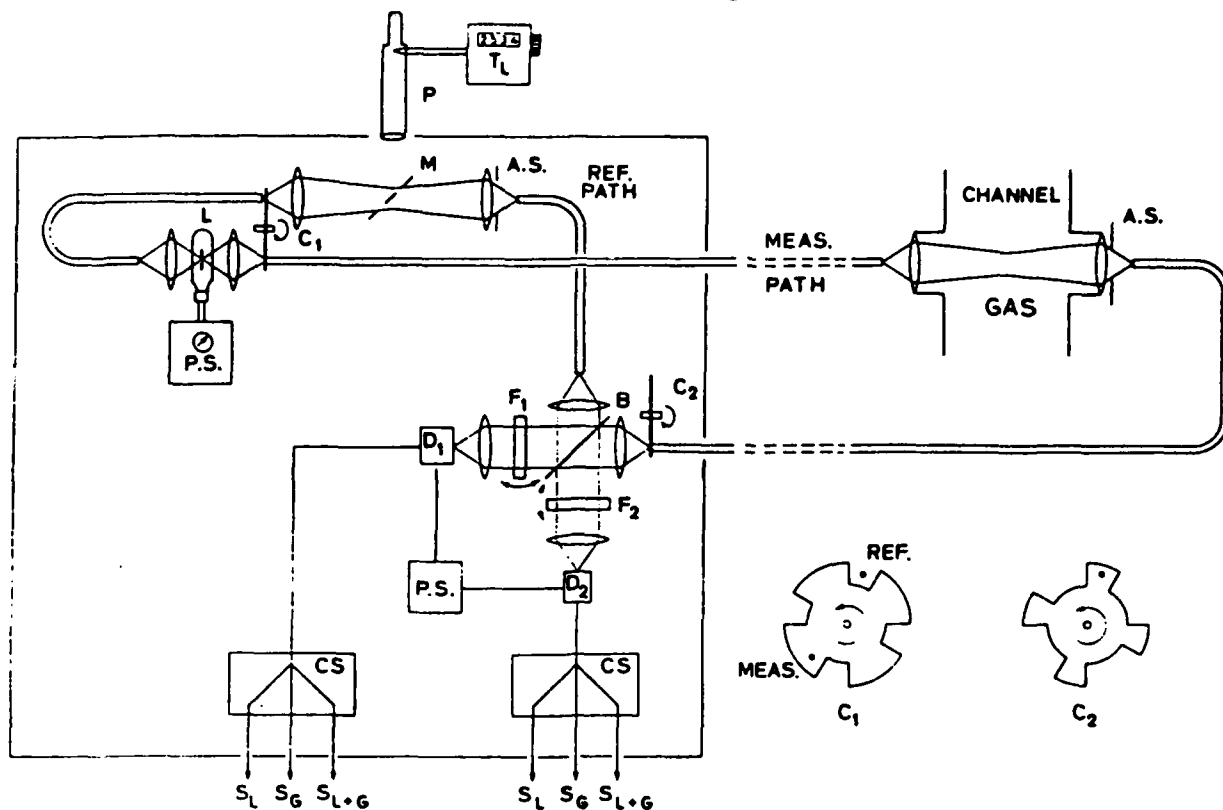 2334
T_L
P
M
A.S.
REF.
PATH
L
C_1
P.S.
MEAS.
PATH
CHANNEL
GAS
A.S.
F_1
B
C_2
D_1
F_2
P.S.
D_2
CS
CS
S_L S_G S_L+G
S_L S_G S_L+G
REF.
MEAS.
C_1
C_2